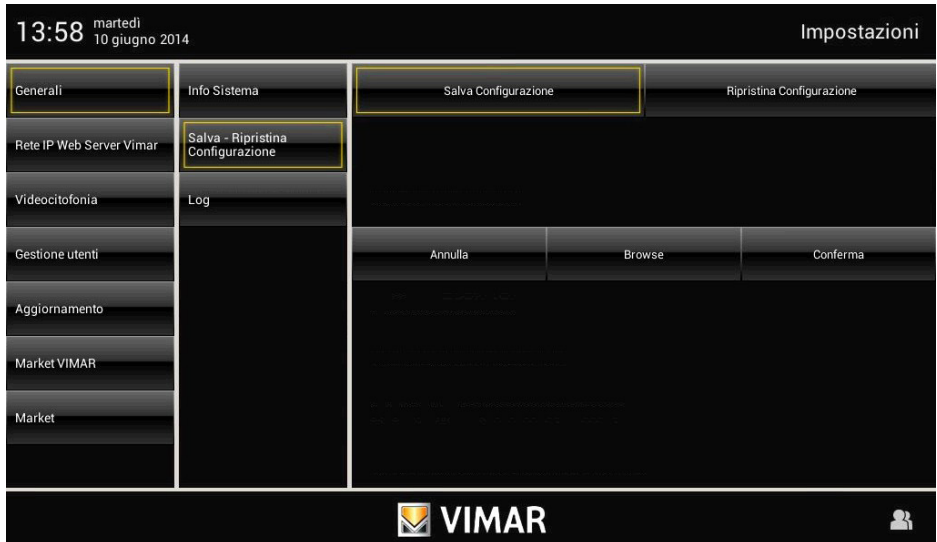 13:58 martedì
10 giugno 2014
Impostazioni
Generali
Rete IP Web Server Vimar
Videocitofonia
Gestione utenti
Aggiornamento
Market VIMAR
Market
Info Sistema
Salva - Ripristina
Configurazione
Log
Salva Configurazione
Ripristina Configurazione
Annulla
Browse
Conferma
VIMAR